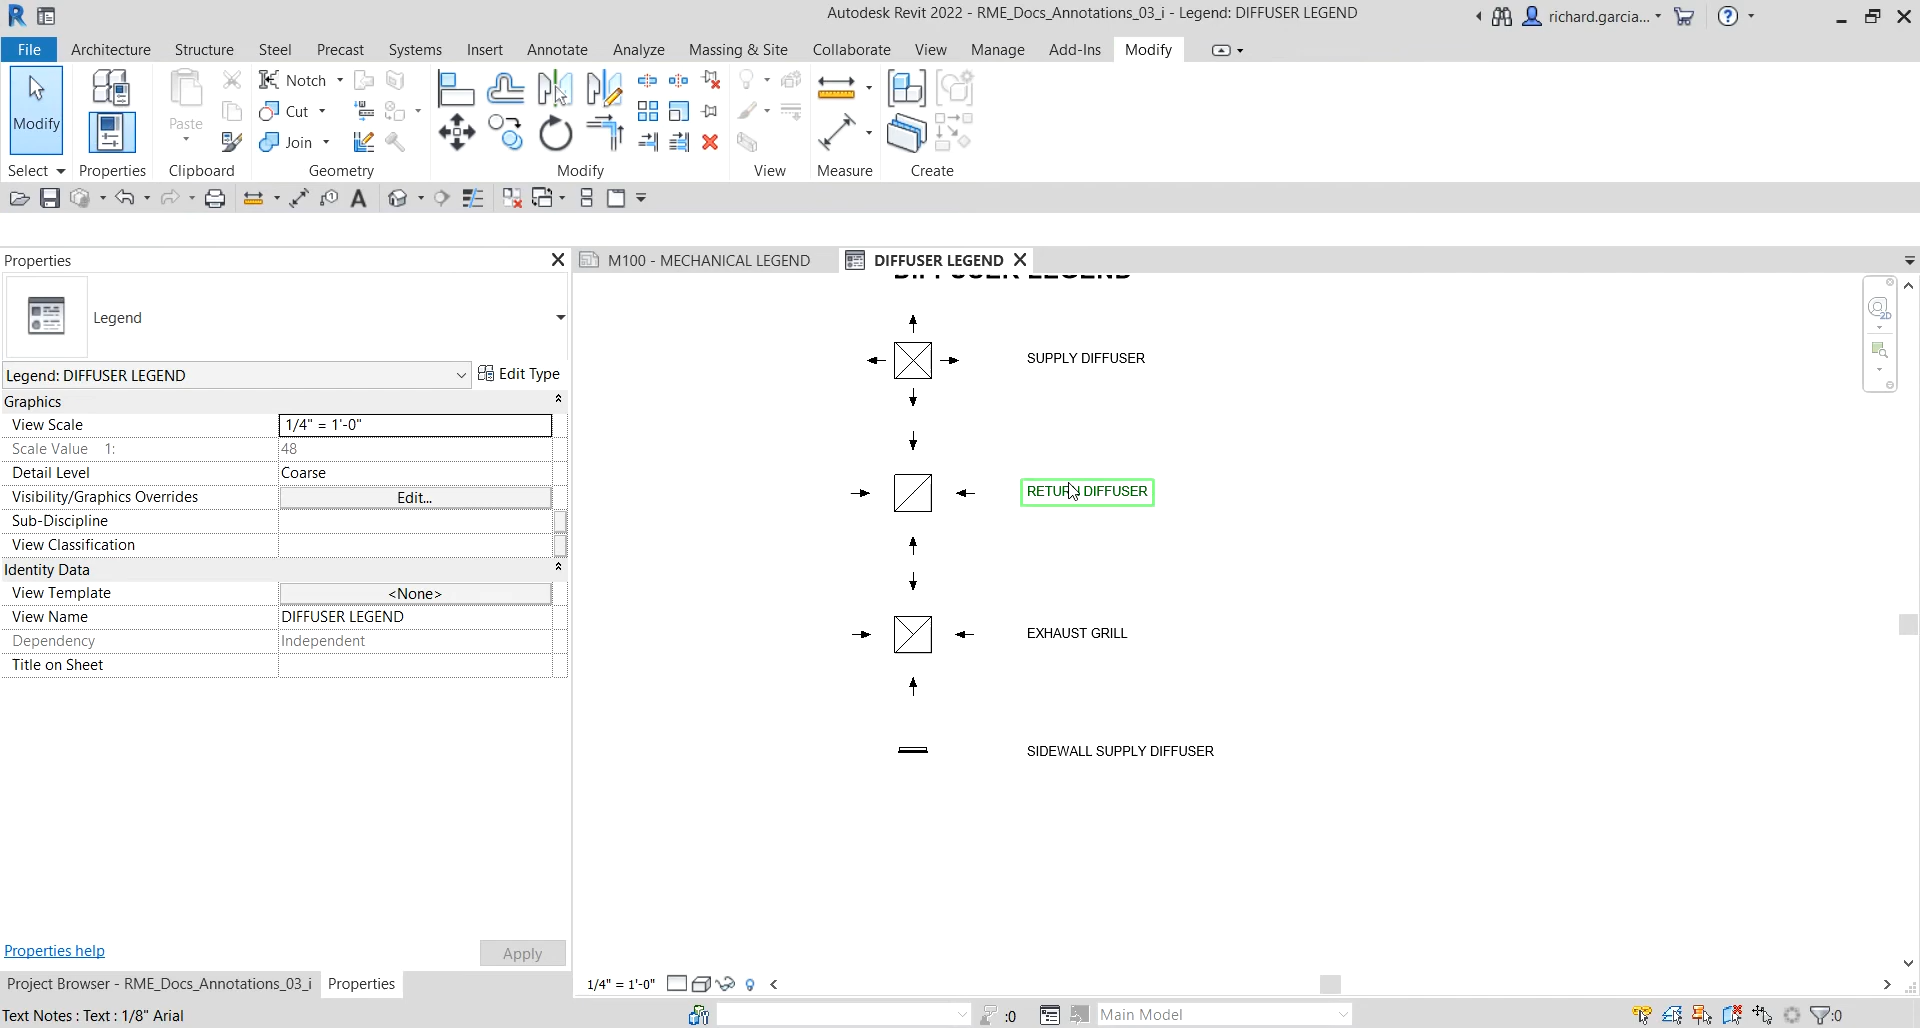 Autodesk Revit 2022 - RME_Docs_Annotations_03_i - Legend: DIFFUSER LEGEND
richard.garcia...
File Architecture Structure Steel Precast Systems Insert Annotate Analyze Massing & Site Collaborate View Manage Add-Ins Modify
Modify
Paste
Notch
Cut
Join
Select Properties Clipboard Geometry Modify View Measure Create
Properties
M100 - MECHANICAL LEGEND
DIFFUSER LEGEND
Legend
Legend: DIFFUSER LEGEND
Edit Type
Graphics
View Scale 1/4" = 1'-0"
Scale Value 1: 48
Detail Level Coarse
Visibility/Graphics Overrides Edit...
Sub-Discipline
View Classification
Identity Data
View Template <None>
View Name DIFFUSER LEGEND
Dependency Independent
Title on Sheet
DIFFUSER LEGEND
SUPPLY DIFFUSER
RETURN DIFFUSER
EXHAUST GRILL
SIDEWALL SUPPLY DIFFUSER
2D
Properties help
Apply
Project Browser - RME_Docs_Annotations_03_i
Properties
1/4" = 1'-0"
Text Notes : Text : 1/8" Arial
:0
Main Model
:0